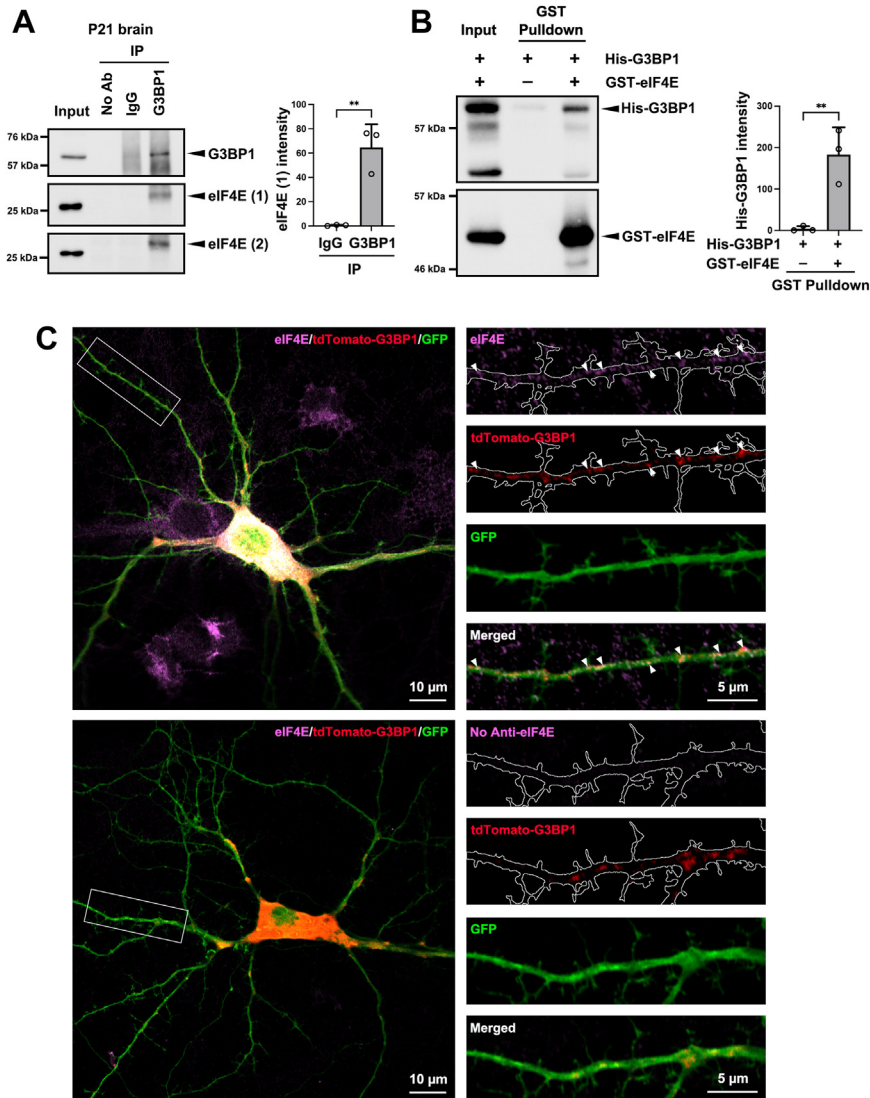 A
P21 brain
IP
Input
No Ab
IgG
G3BP1
76 kDa
57 kDa
G3BP1
25 kDa
eIF4E (1)
25 kDa
eIF4E (2)
eIF4E (1) intensity
100
80
60
40
20
0
**
IgG G3BP1
IP
B
Input
GST
Pulldown
+ + + His-G3BP1
+ – + GST-eIF4E
57 kDa
His-G3BP1
57 kDa
46 kDa
GST-eIF4E
His-G3BP1 intensity
300
200
100
0
**
His-G3BP1 + +
GST-eIF4E – +
GST Pulldown
C
eIF4E/tdTomato-G3BP1/GFP
10 µm
eIF4E
tdTomato-G3BP1
GFP
Merged
5 µm
eIF4E/tdTomato-G3BP1/GFP
10 µm
No Anti-eIF4E
tdTomato-G3BP1
GFP
Merged
5 µm